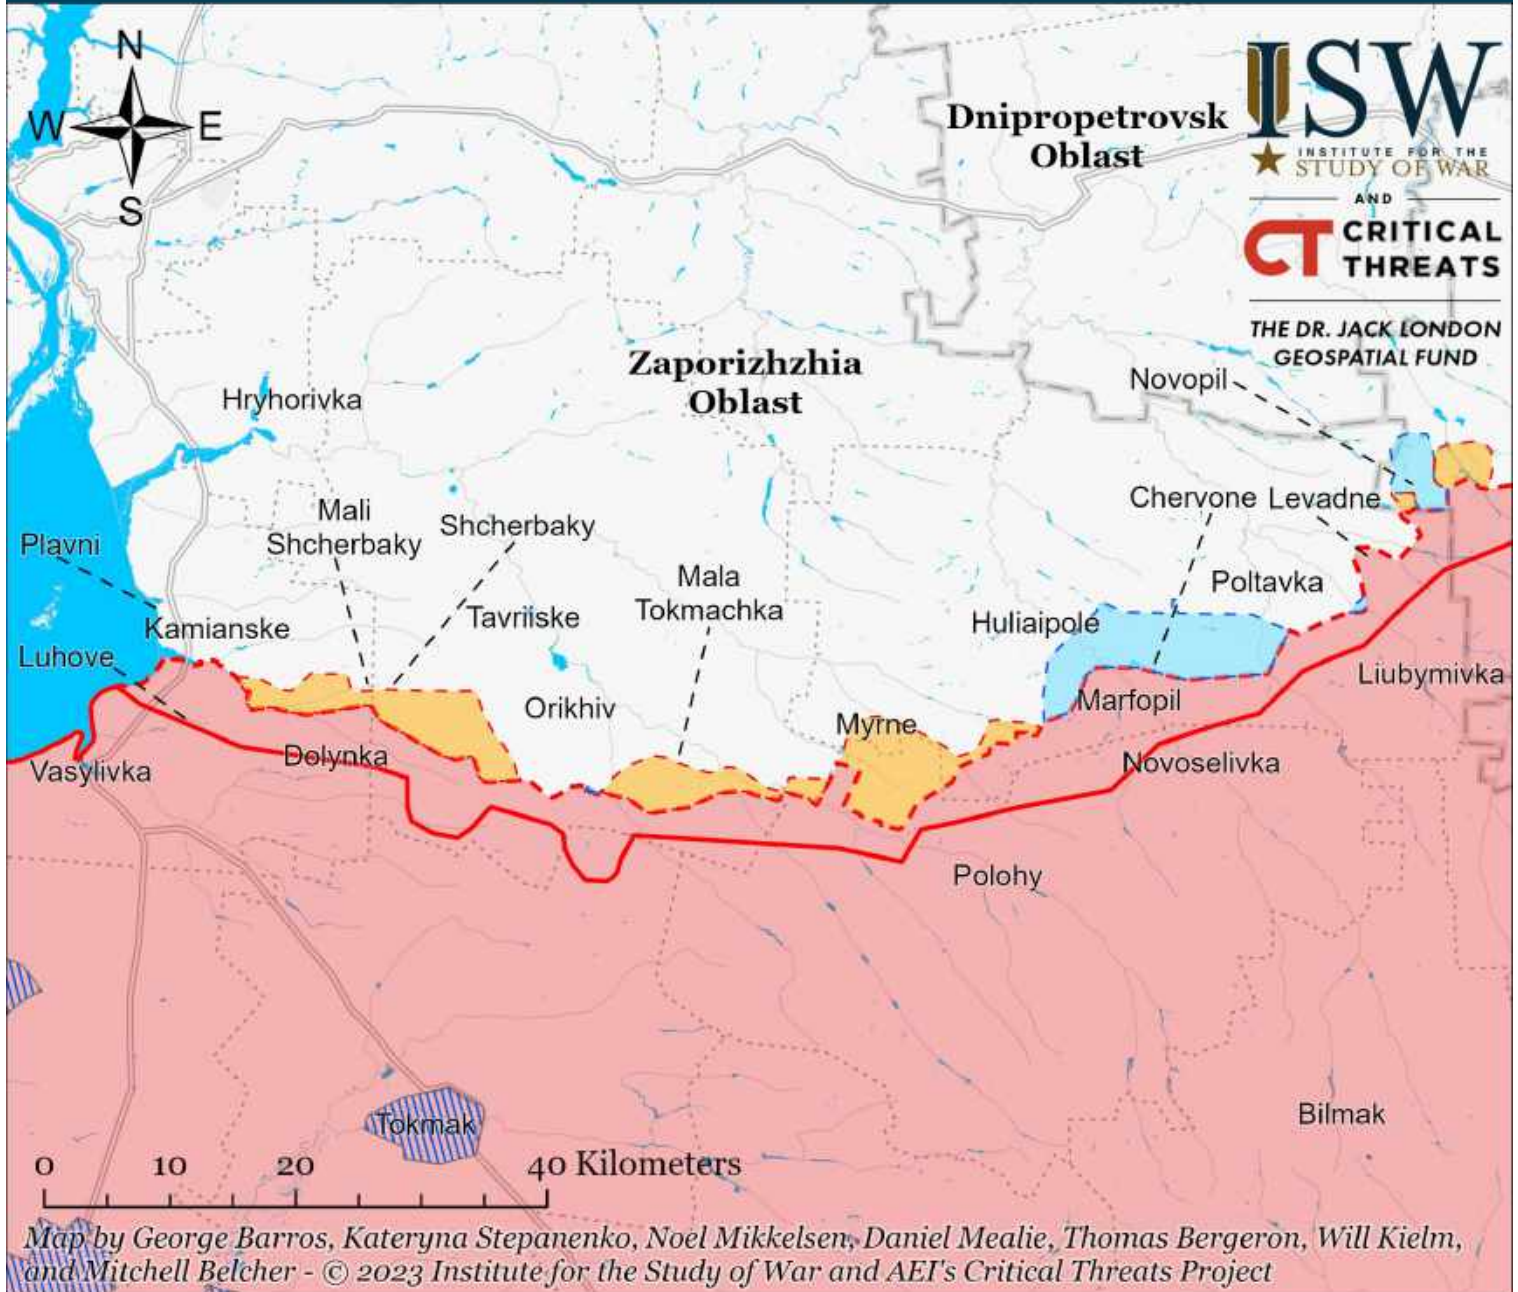 N
W
E
S
Dnipropetrovsk
Oblast
ISW
INSTITUTE FOR THE
STUDY OF WAR
AND
CT CRITICAL
THREATS
THE DR. JACK LONDON
GEOSPATIAL FUND
Zaporizhzhia
Oblast
Novopil
Hryhorivka
Chervone
Levadne
Mali
Shcherbaky
Shcherbaky
Plavni
Mala
Tokmachka
Poltavka
Tavriiske
Huliaipole
Kamianske
Luhove
Liubymivka
Marfopil
Orikhiv
Myrne
Dolynka
Novoselivka
Vasylivka
Polohy
Bilmak
Tokmak
0 10 20 40 Kilometers
Map by George Barros, Kateryna Stepanenko, Noel Mikkelsen, Daniel Mealie, Thomas Bergeron, Will Kielm,
and Mitchell Belcher - © 2023 Institute for the Study of War and AEI's Critical Threats Project